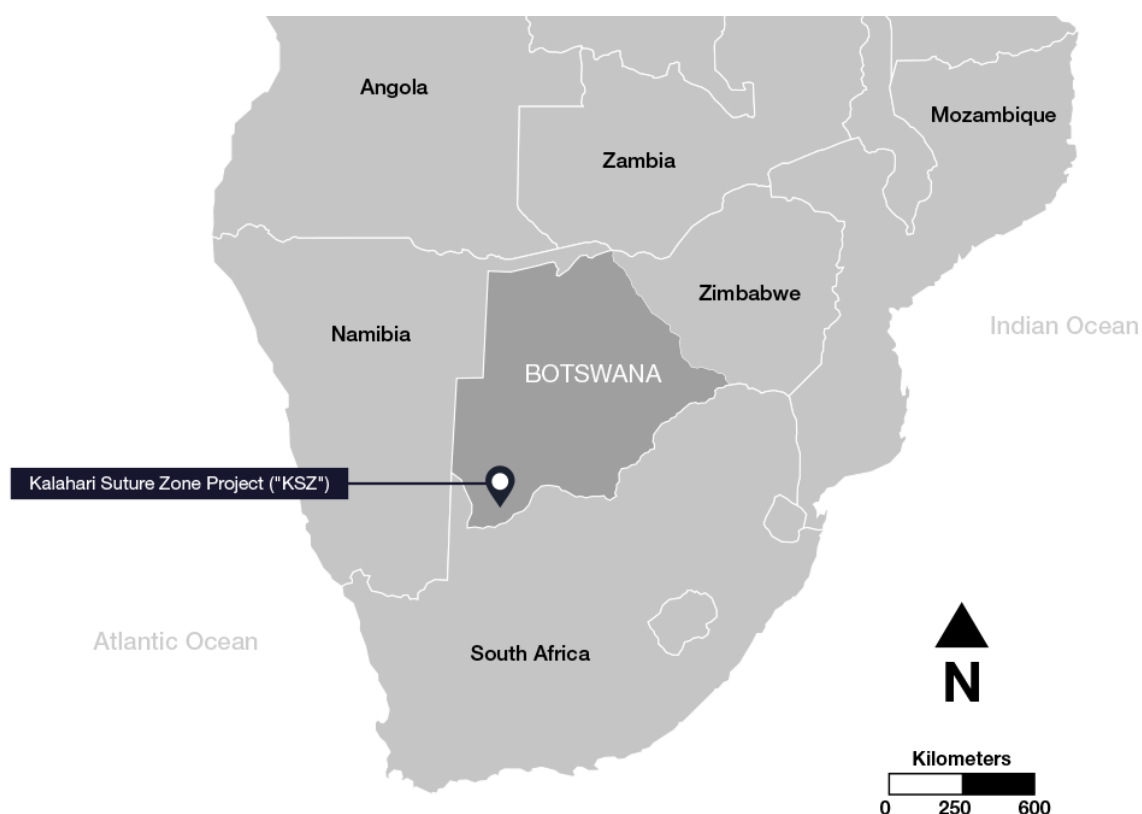 Angola
Mozambique
Zambia
Zimbabwe
Indian Ocean
Namibia
BOTSWANA
Kalahari Suture Zone Project ("KSZ")
Atlantic Ocean
South Africa
N
Kilometers
0 250 600